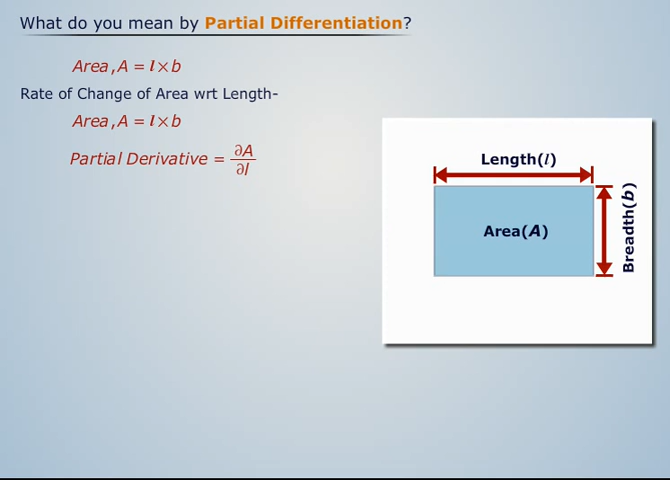 What do you mean by Partial Differentiation?
Area, A = l × b
Rate of Change of Area wrt Length-
Area, A = l × b
Partial Derivative = ∂A/∂l
Length(l)
Area(A)
Breadth(b)